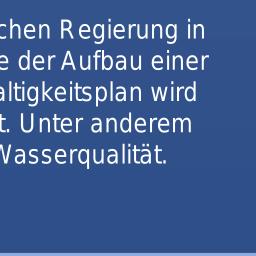 chen Regierung in
e der Aufbau einer
altigkeitsplan wird
t. Unter anderem
Wasserqualität.